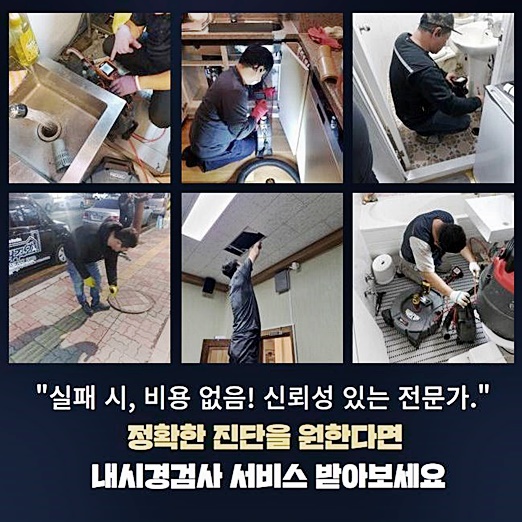 "실패 시, 비용 없음! 신뢰성 있는 전문가."
정확한 진단을 원한다면
내시경검사 서비스 받아보세요